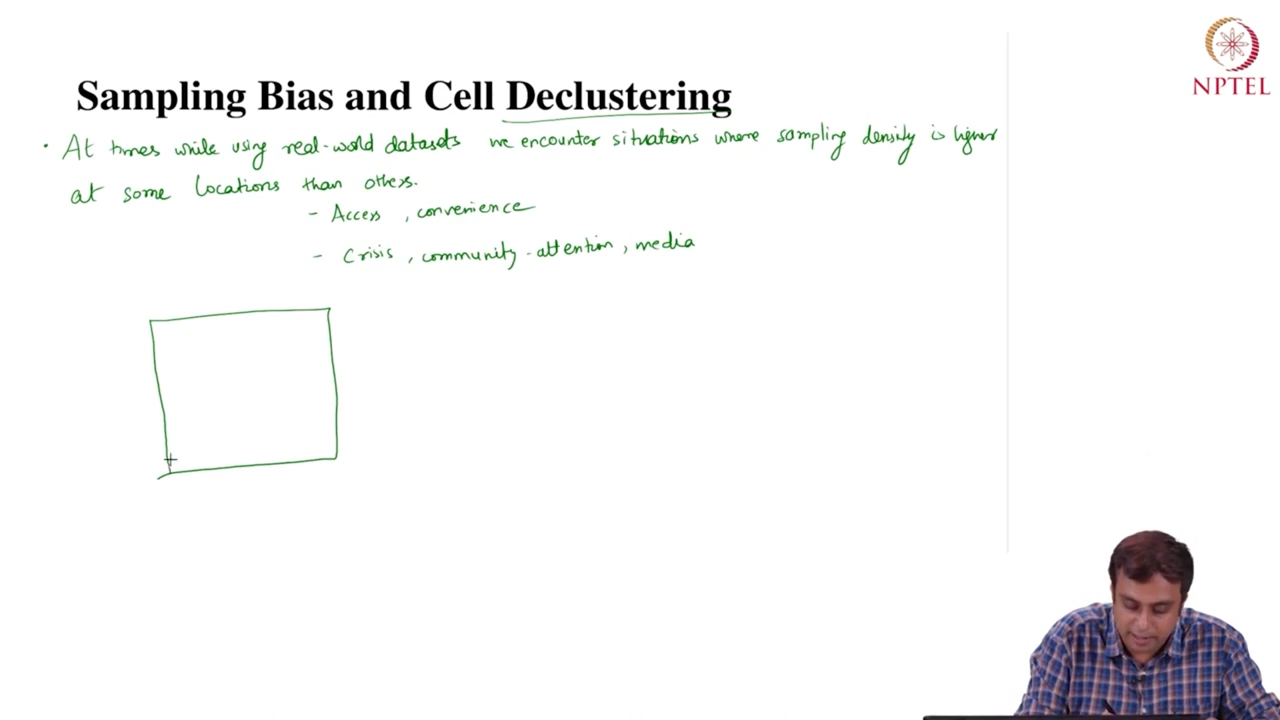 NPTEL
Sampling Bias and Cell Declustering
• At times while using real-world datasets we encounter situations where sampling density is higher
at some locations than others.
- Access, convenience
- Crisis, community-attention, media